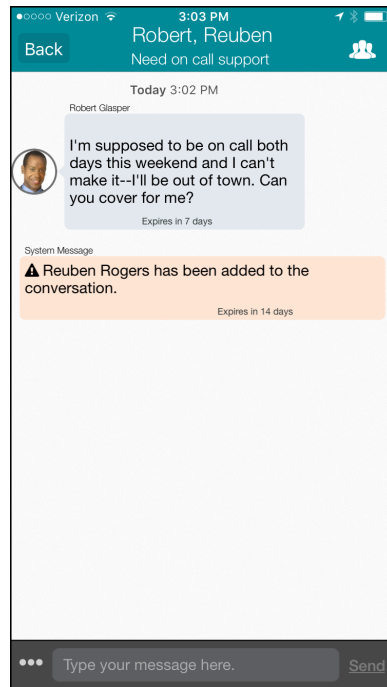 ●○○○○ Verizon 3:03 PM
Back
Robert, Reuben
Need on call support
Today 3:02 PM
Robert Glasper
I'm supposed to be on call both
days this weekend and I can't
make it--I'll be out of town. Can
you cover for me?
Expires in 7 days
System Message
Reuben Rogers has been added to the
conversation.
Expires in 14 days
Type your message here.
Send